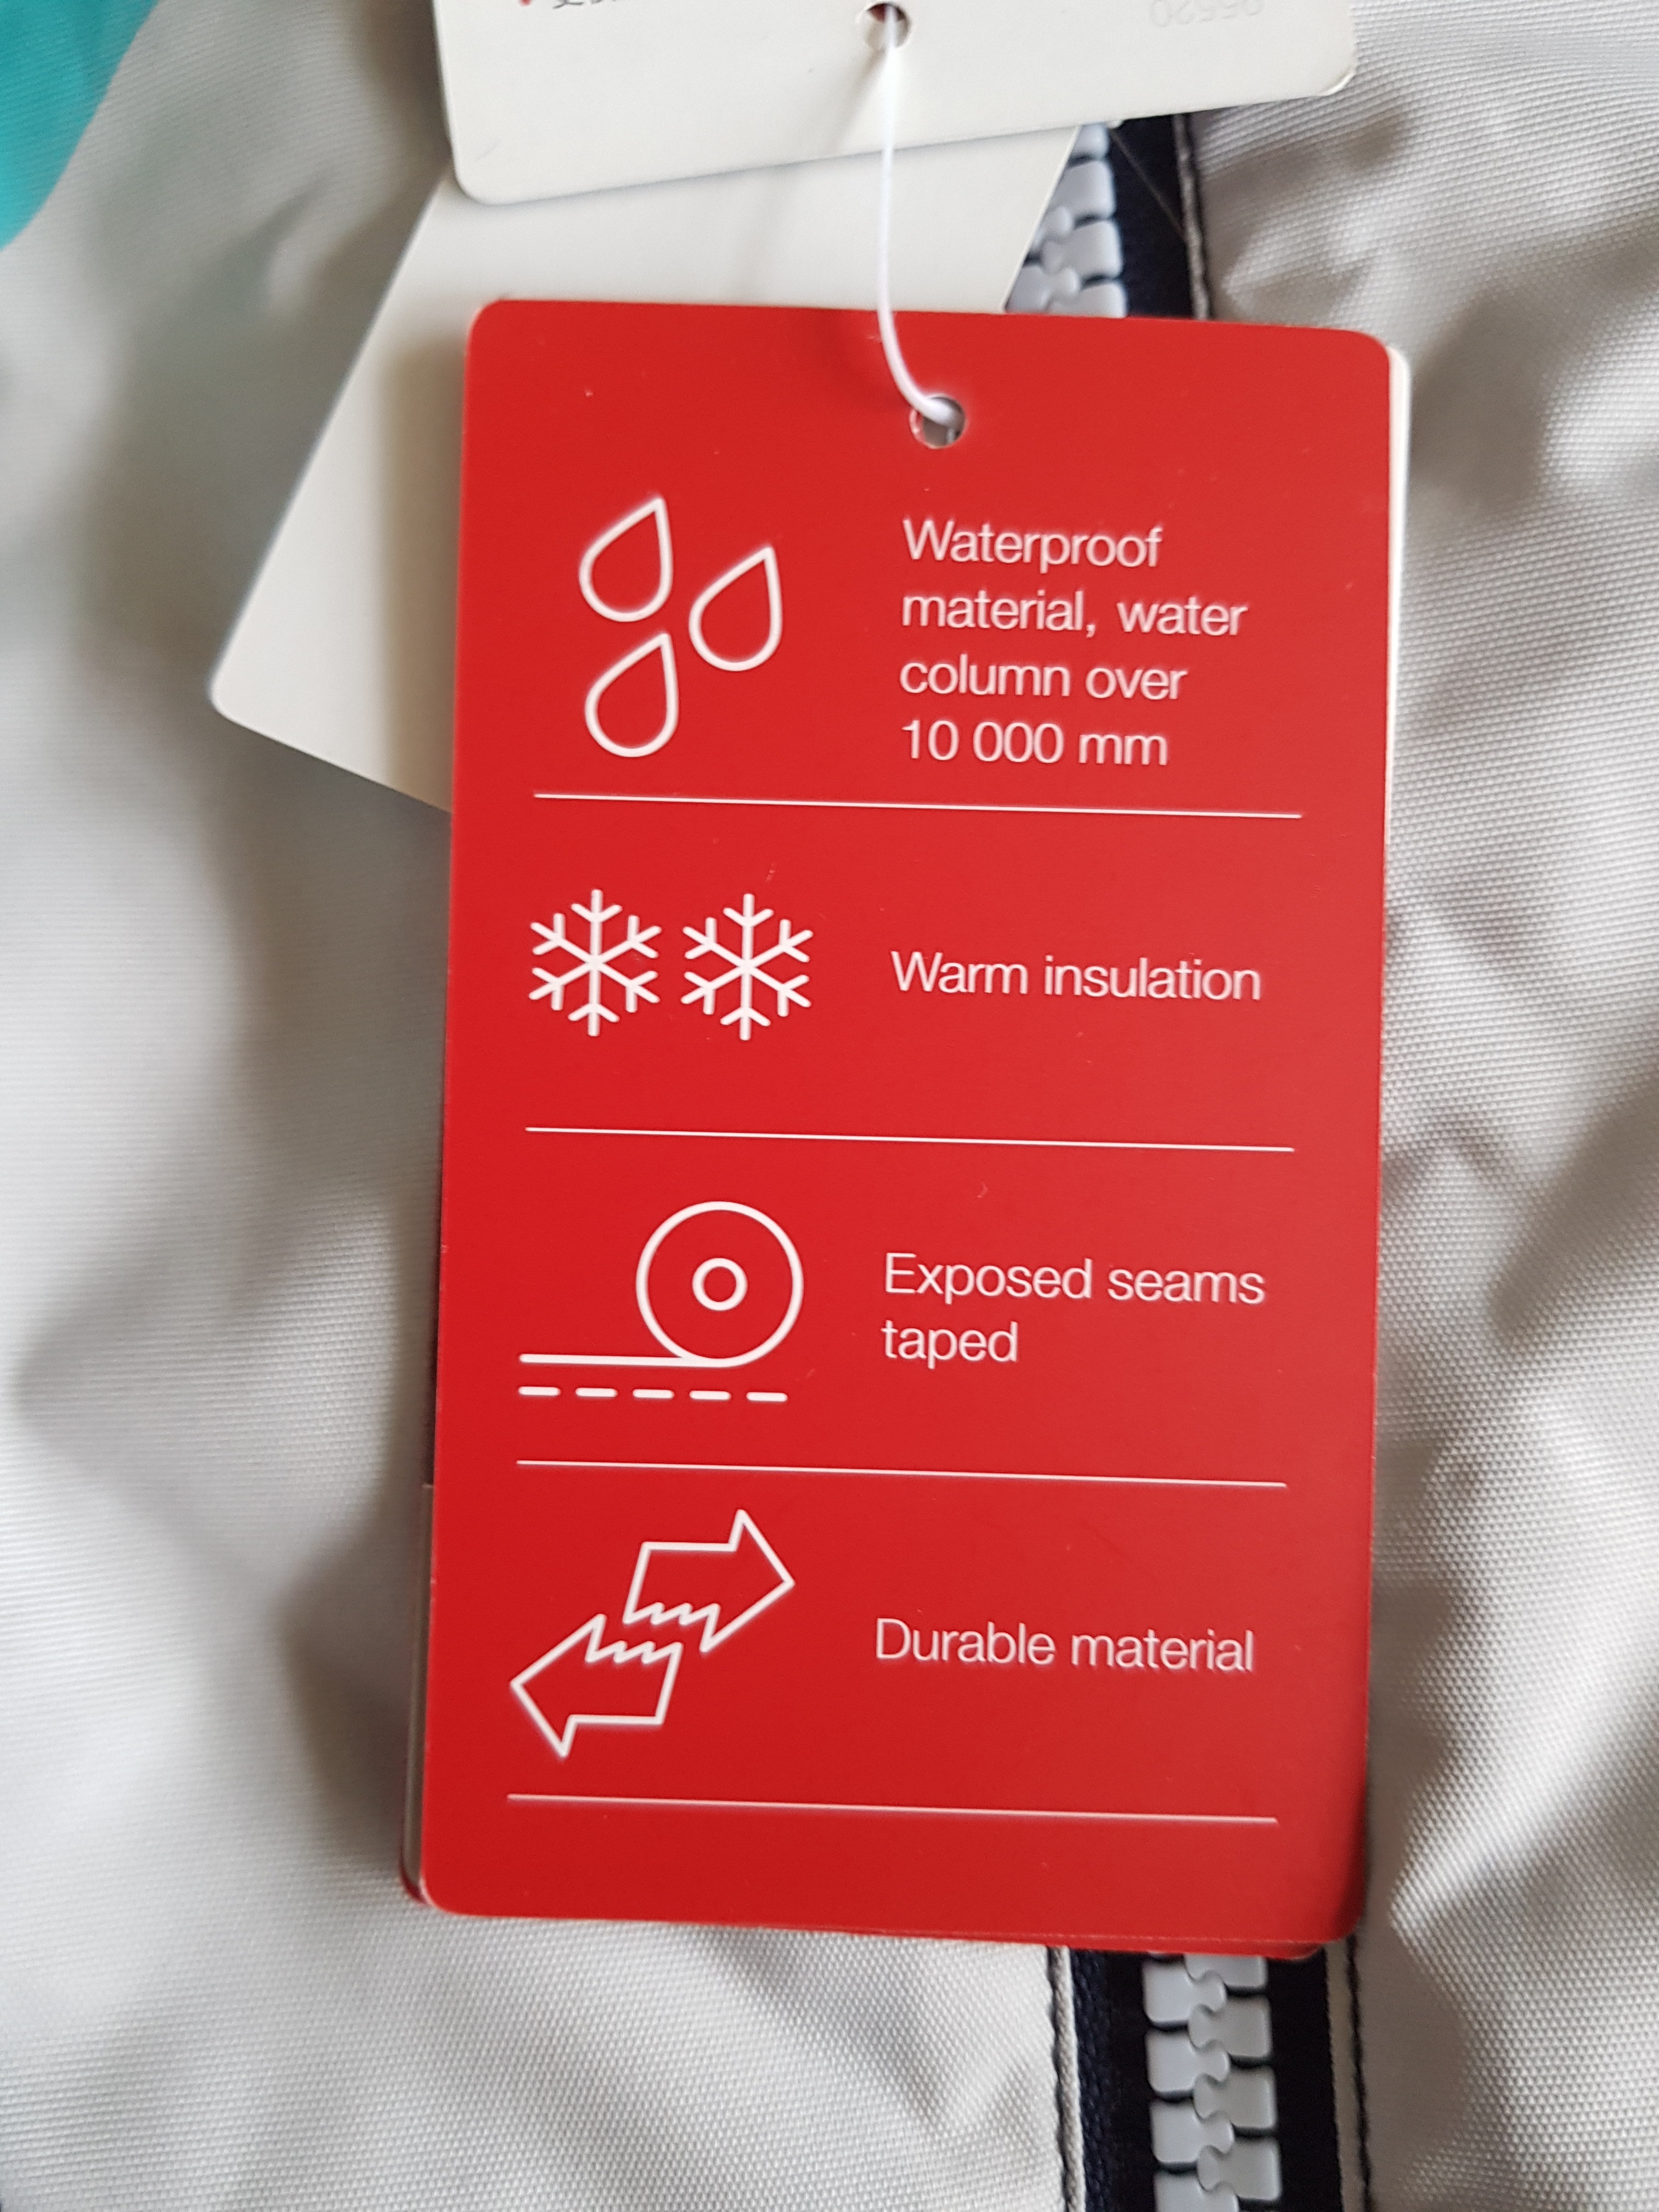 Waterproof
material, water
column over
10 000 mm
Warm insulation
Exposed seams
taped
Durable material